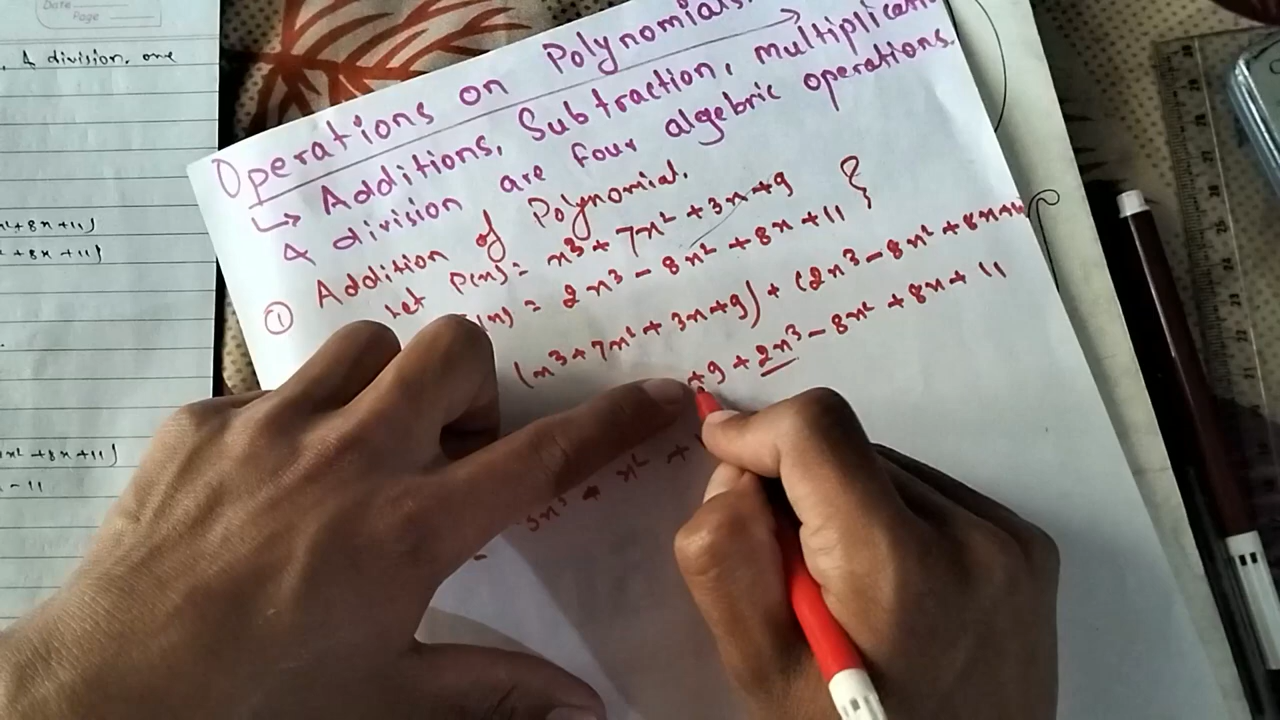 Date
Page
, & division, one
x² + 8x + 11)
+ 8x + 11}
x² + 8x + 11)
- 11
Operations on Polynomials.
↳ Additions, Subtraction, multiplication
& division are four algebric operations.
① Addition of Polynomial.
Let P(x) = x³ + 7x² + 3x + 9 }
(x) = 2x³ - 8x² + 8x + 11
(x³ + 7x² + 3x + 9) + (2x³ - 8x² + 8x + 11
+ 9 + 2x³ - 8x² + 8x + 11
= 3x³ + x² +